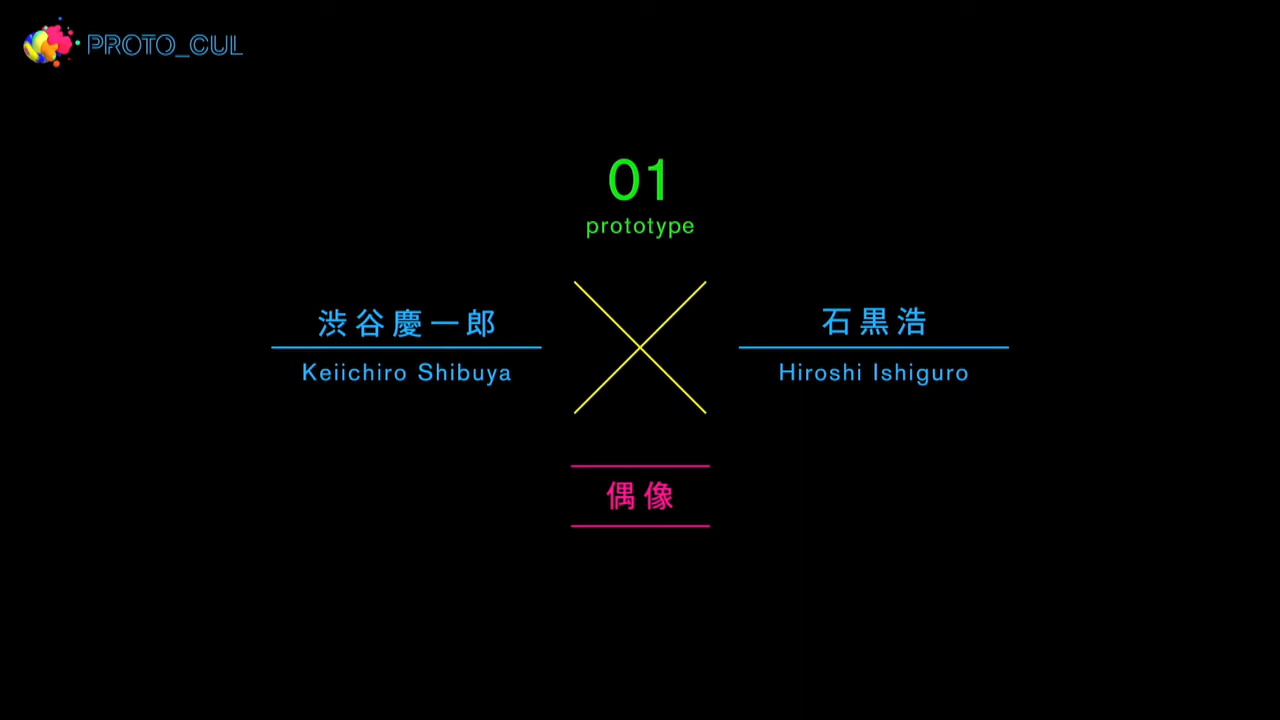 PROTO_CUL
01
prototype
渋谷慶一郎
Keiichiro Shibuya
石黒浩
Hiroshi Ishiguro
偶像